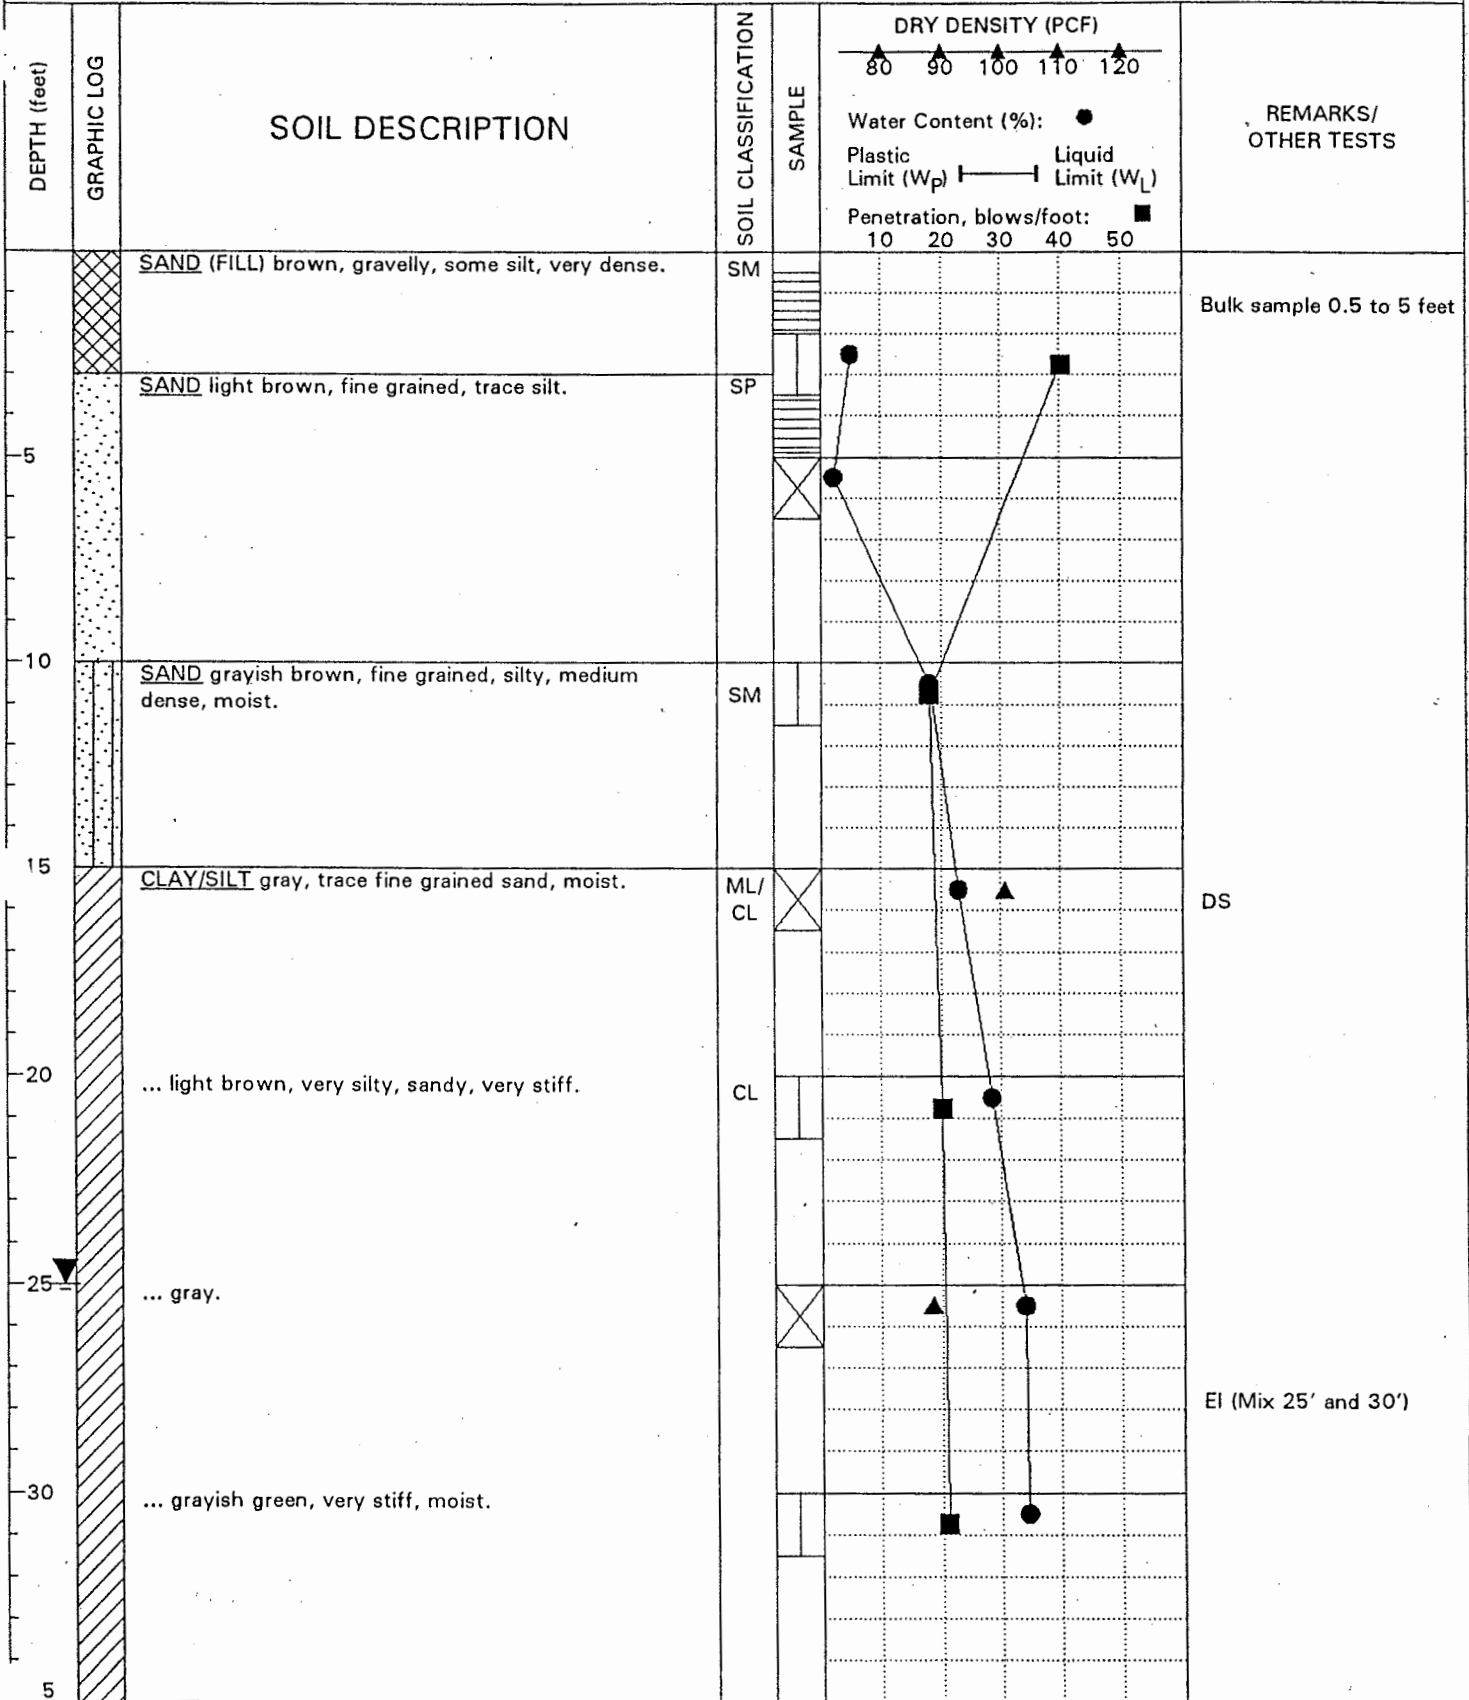 DEPTH (feet)
GRAPHIC LOG
SOIL DESCRIPTION
SOIL CLASSIFICATION
SAMPLE
DRY DENSITY (PCF)
80 90 100 110 120
Water Content (%):
Plastic Limit (WP)
Liquid Limit (WL)
Penetration, blows/foot:
10 20 30 40 50
REMARKS/
OTHER TESTS
SAND (FILL) brown, gravelly, some silt, very dense.
SM
Bulk sample 0.5 to 5 feet
SAND light brown, fine grained, trace silt.
SP
5
10
SAND grayish brown, fine grained, silty, medium
dense, moist.
SM
15
CLAY/SILT gray, trace fine grained sand, moist.
ML/
CL
DS
20
... light brown, very silty, sandy, very stiff.
CL
25
... gray.
EI (Mix 25' and 30')
30
... grayish green, very stiff, moist.
5